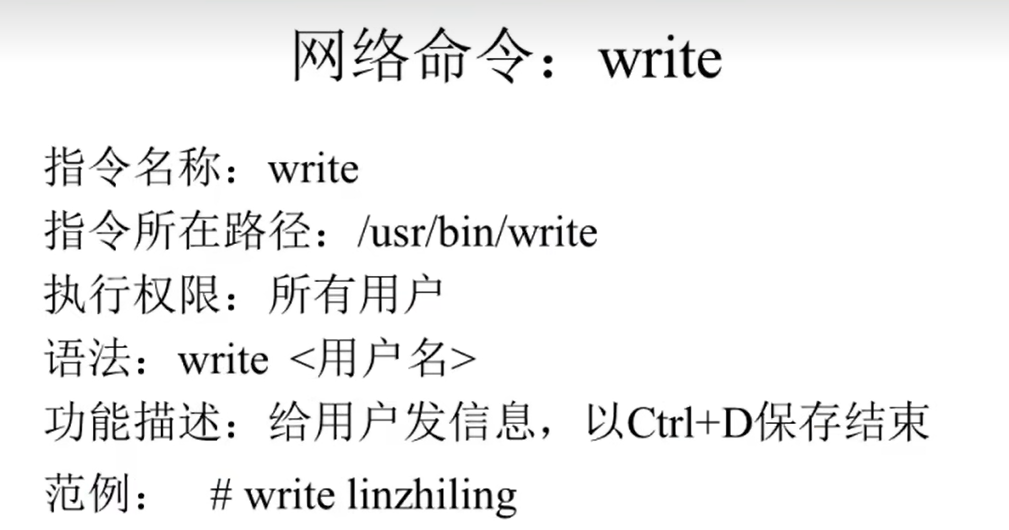 网络命令：write
指令名称：write
指令所在路径：/usr/bin/write
执行权限：所有用户
语法：write <用户名>
功能描述：给用户发信息，以Ctrl+D保存结束
范例： # write linzhiling